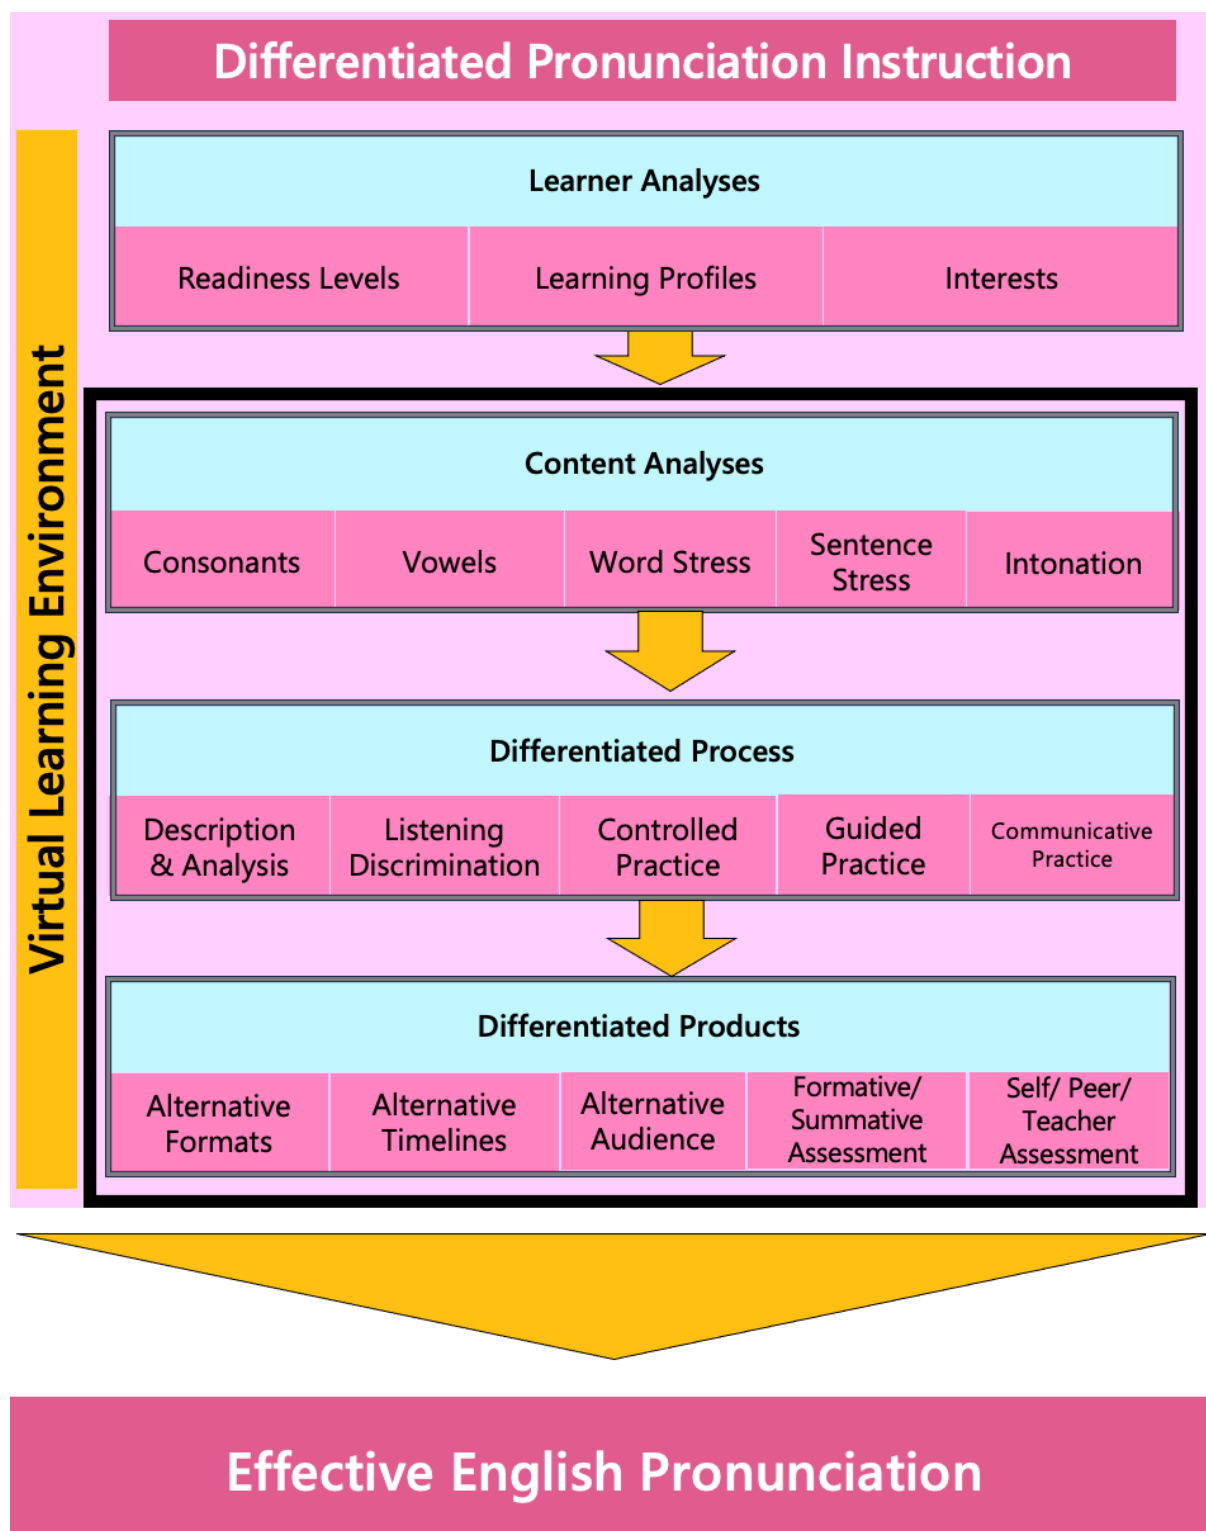 Differentiated Pronunciation Instruction
Virtual Learning Environment
Learner Analyses
Readiness Levels
Learning Profiles
Interests
Content Analyses
Consonants
Vowels
Word Stress
Sentence
Stress
Intonation
Differentiated Process
Description
& Analysis
Listening
Discrimination
Controlled
Practice
Guided
Practice
Communicative
Practice
Differentiated Products
Alternative
Formats
Alternative
Timelines
Alternative
Audience
Formative/
Summative
Assessment
Self/ Peer/
Teacher
Assessment
Effective English Pronunciation